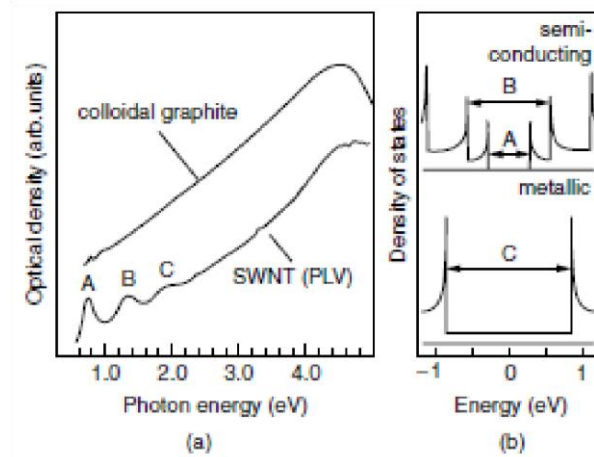 Optical density (arb. units)
colloidal graphite
A
B
C
SWNT (PLV)
1.0 2.0 3.0 4.0
Photon energy (eV)
(a)
Density of states
semi-
conducting
B
A
metallic
C
−1 0 1
Energy (eV)
(b)